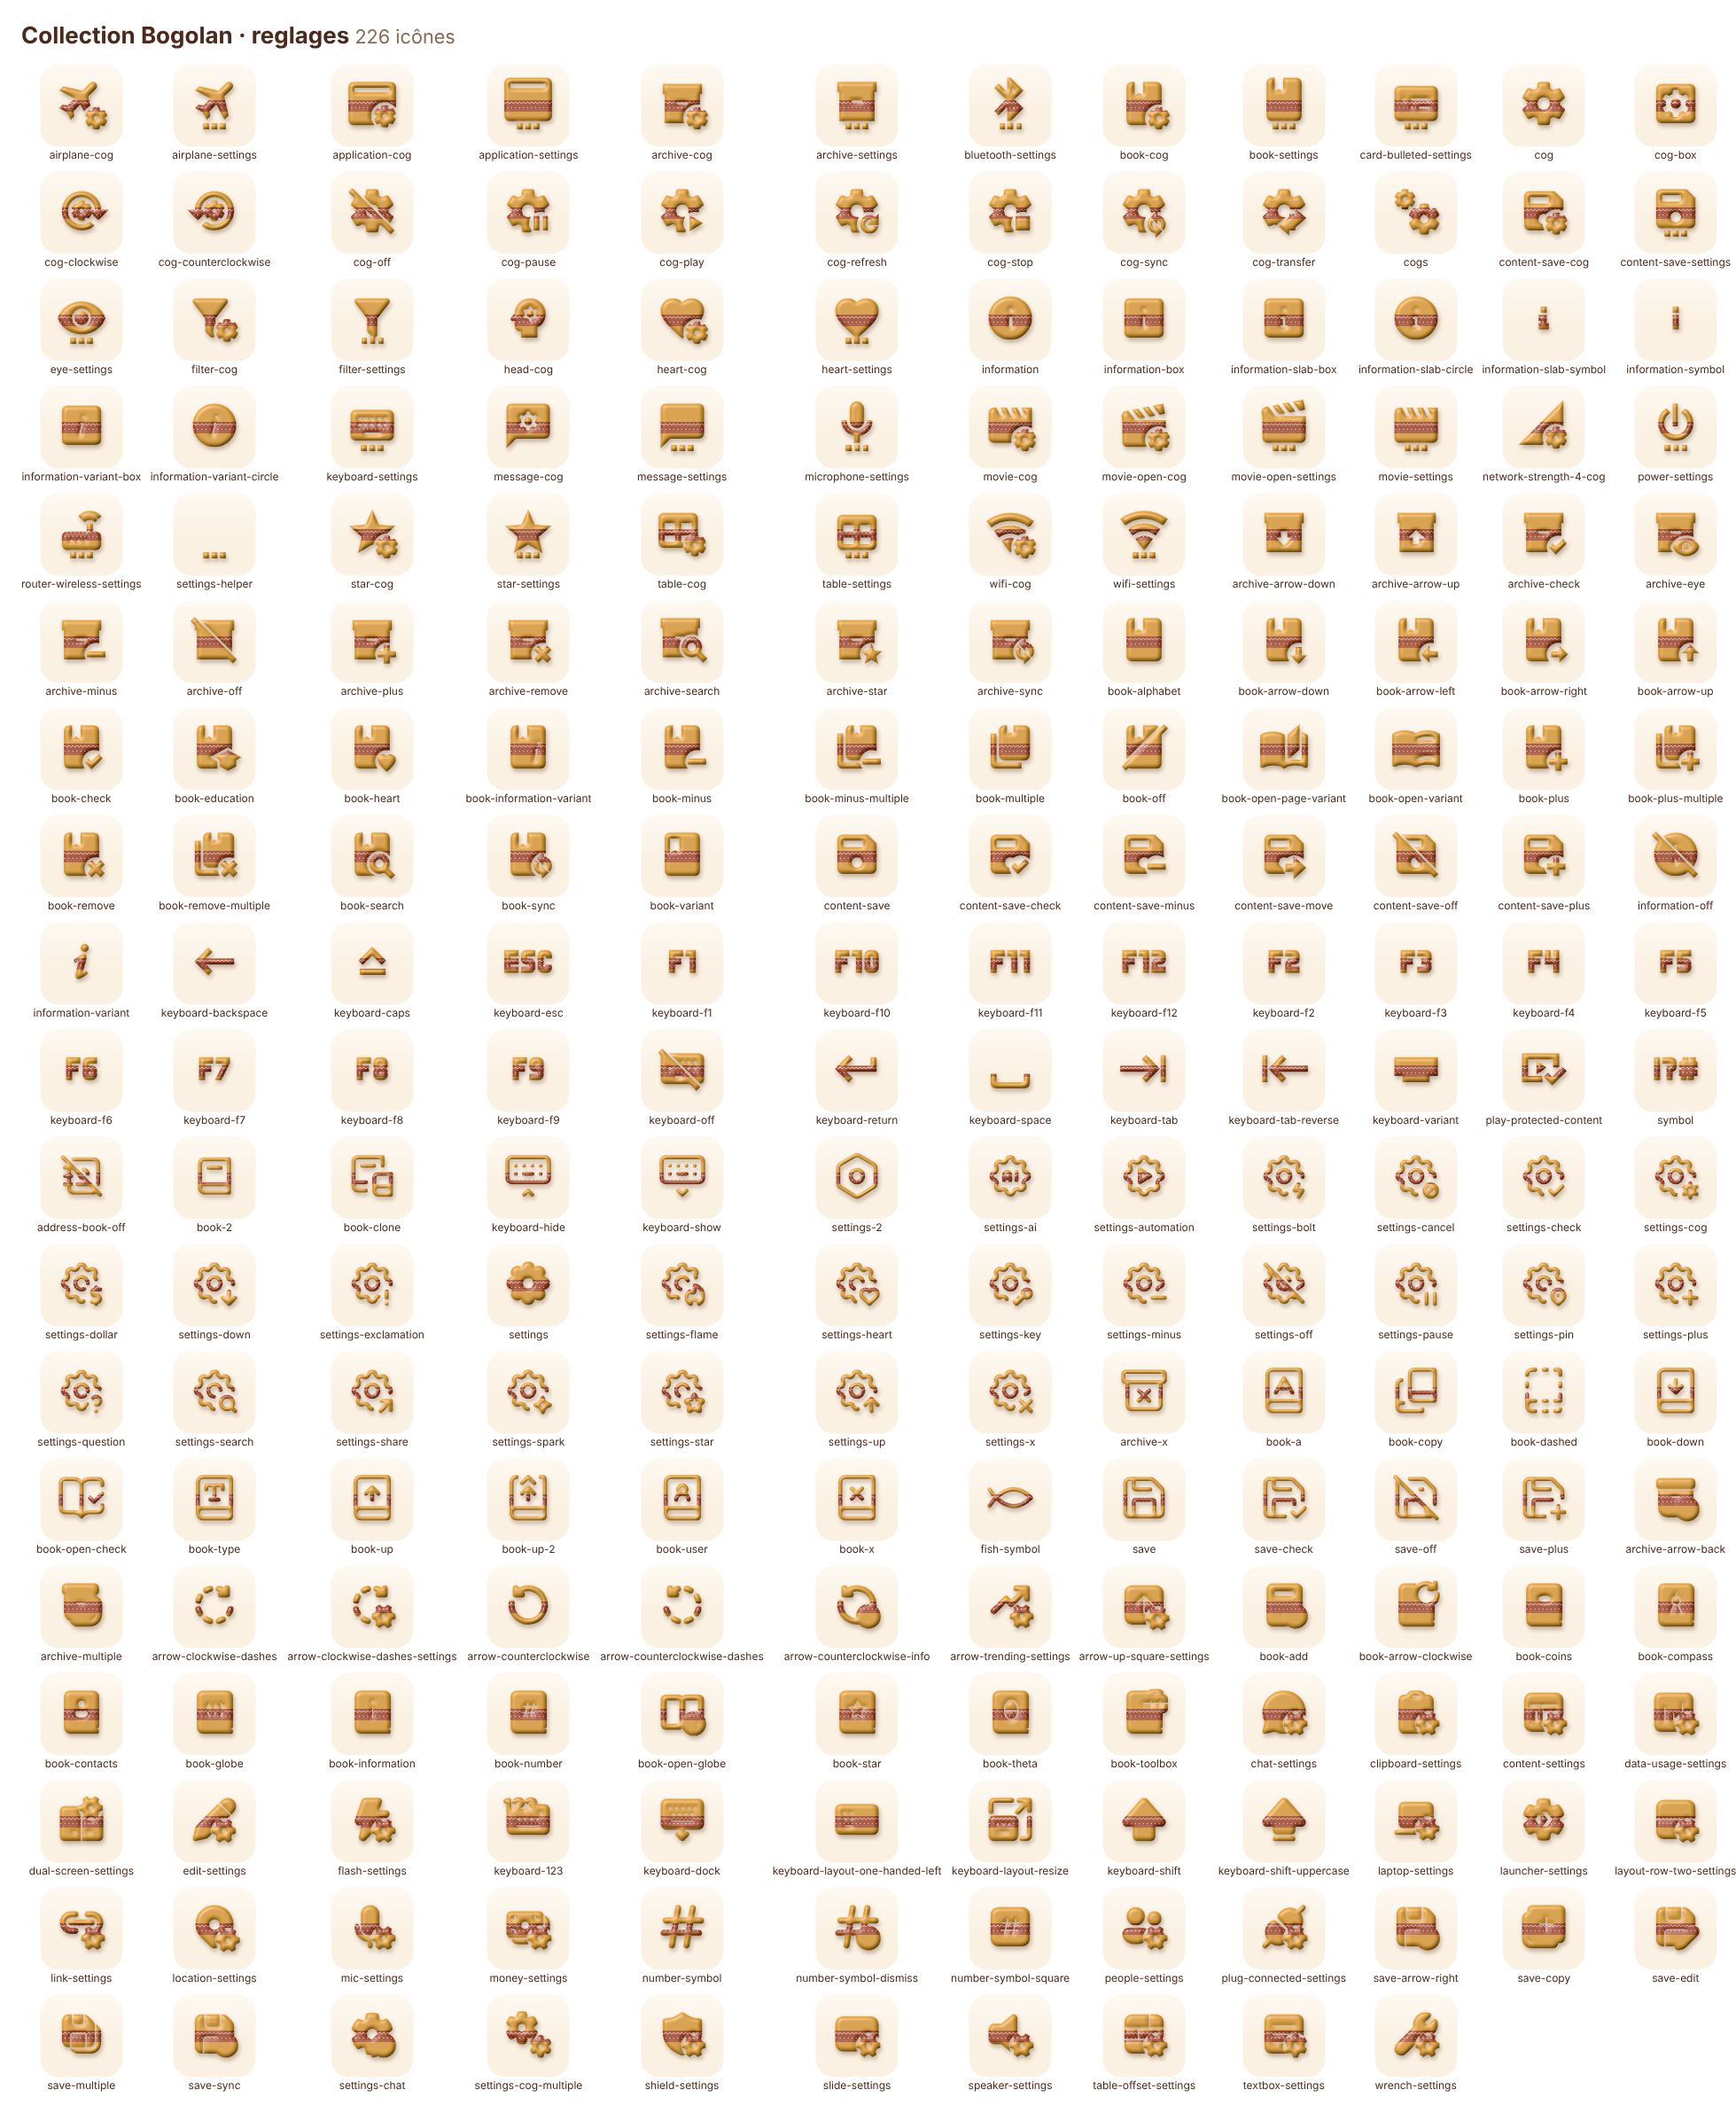 Collection Bogolan · reglages 226 icônes
airplane-cog airplane-settings application-cog application-settings archive-cog archive-settings bluetooth-settings book-cog book-settings card-bulleted-settings cog cog-box
cog-clockwise cog-counterclockwise cog-off cog-pause cog-play cog-refresh cog-stop cog-sync cog-transfer cogs content-save-cog content-save-settings
eye-settings filter-cog filter-settings head-cog heart-cog heart-settings information information-box information-slab-box information-slab-circle information-slab-symbol information-symbol
information-variant-box information-variant-circle keyboard-settings message-cog message-settings microphone-settings movie-cog movie-open-cog movie-open-settings movie-settings network-strength-4-cog power-settings
router-wireless-settings settings-helper star-cog star-settings table-cog table-settings wifi-cog wifi-settings archive-arrow-down archive-arrow-up archive-check archive-eye
archive-minus archive-off archive-plus archive-remove archive-search archive-star archive-sync book-alphabet book-arrow-down book-arrow-left book-arrow-right book-arrow-up
book-check book-education book-heart book-information-variant book-minus book-minus-multiple book-multiple book-off book-open-page-variant book-open-variant book-plus book-plus-multiple
book-remove book-remove-multiple book-search book-sync book-variant content-save content-save-check content-save-minus content-save-move content-save-off content-save-plus information-off
ESC F1 F10 F11 F12 F2 F3 F4 F5
information-variant keyboard-backspace keyboard-caps keyboard-esc keyboard-f1 keyboard-f10 keyboard-f11 keyboard-f12 keyboard-f2 keyboard-f3 keyboard-f4 keyboard-f5
F6 F7 F8 F9 !?#
keyboard-f6 keyboard-f7 keyboard-f8 keyboard-f9 keyboard-off keyboard-return keyboard-space keyboard-tab keyboard-tab-reverse keyboard-variant play-protected-content symbol
address-book-off book-2 book-clone keyboard-hide keyboard-show settings-2 settings-ai settings-automation settings-bolt settings-cancel settings-check settings-cog
settings-dollar settings-down settings-exclamation settings settings-flame settings-heart settings-key settings-minus settings-off settings-pause settings-pin settings-plus
settings-question settings-search settings-share settings-spark settings-star settings-up settings-x archive-x book-a book-copy book-dashed book-down
book-open-check book-type book-up book-up-2 book-user book-x fish-symbol save save-check save-off save-plus archive-arrow-back
archive-multiple arrow-clockwise-dashes arrow-clockwise-dashes-settings arrow-counterclockwise arrow-counterclockwise-dashes arrow-counterclockwise-info arrow-trending-settings arrow-up-square-settings book-add book-arrow-clockwise book-coins book-compass
book-contacts book-globe book-information book-number book-open-globe book-star book-theta book-toolbox chat-settings clipboard-settings content-settings data-usage-settings
123
dual-screen-settings edit-settings flash-settings keyboard-123 keyboard-dock keyboard-layout-one-handed-left keyboard-layout-resize keyboard-shift keyboard-shift-uppercase laptop-settings launcher-settings layout-row-two-settings
link-settings location-settings mic-settings money-settings number-symbol number-symbol-dismiss number-symbol-square people-settings plug-connected-settings save-arrow-right save-copy save-edit
save-multiple save-sync settings-chat settings-cog-multiple shield-settings slide-settings speaker-settings table-offset-settings textbox-settings wrench-settings